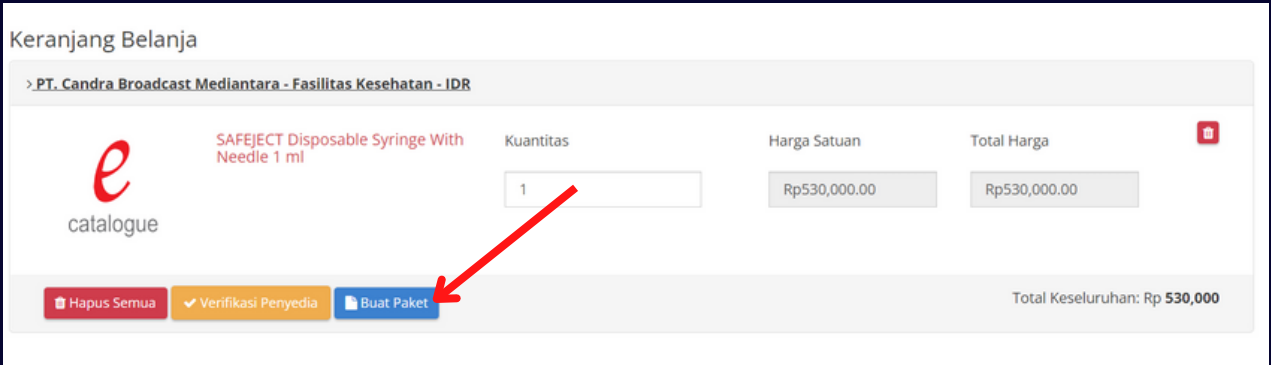 Keranjang Belanja
> PT. Candra Broadcast Mediantara - Fasilitas Kesehatan - IDR
e
catalogue
SAFEJECT Disposable Syringe With
Needle 1 ml
Kuantitas
1
Harga Satuan
Rp530,000.00
Total Harga
Rp530,000.00
Hapus Semua
Verifikasi Penyedia
Buat Paket
Total Keseluruhan: Rp 530,000